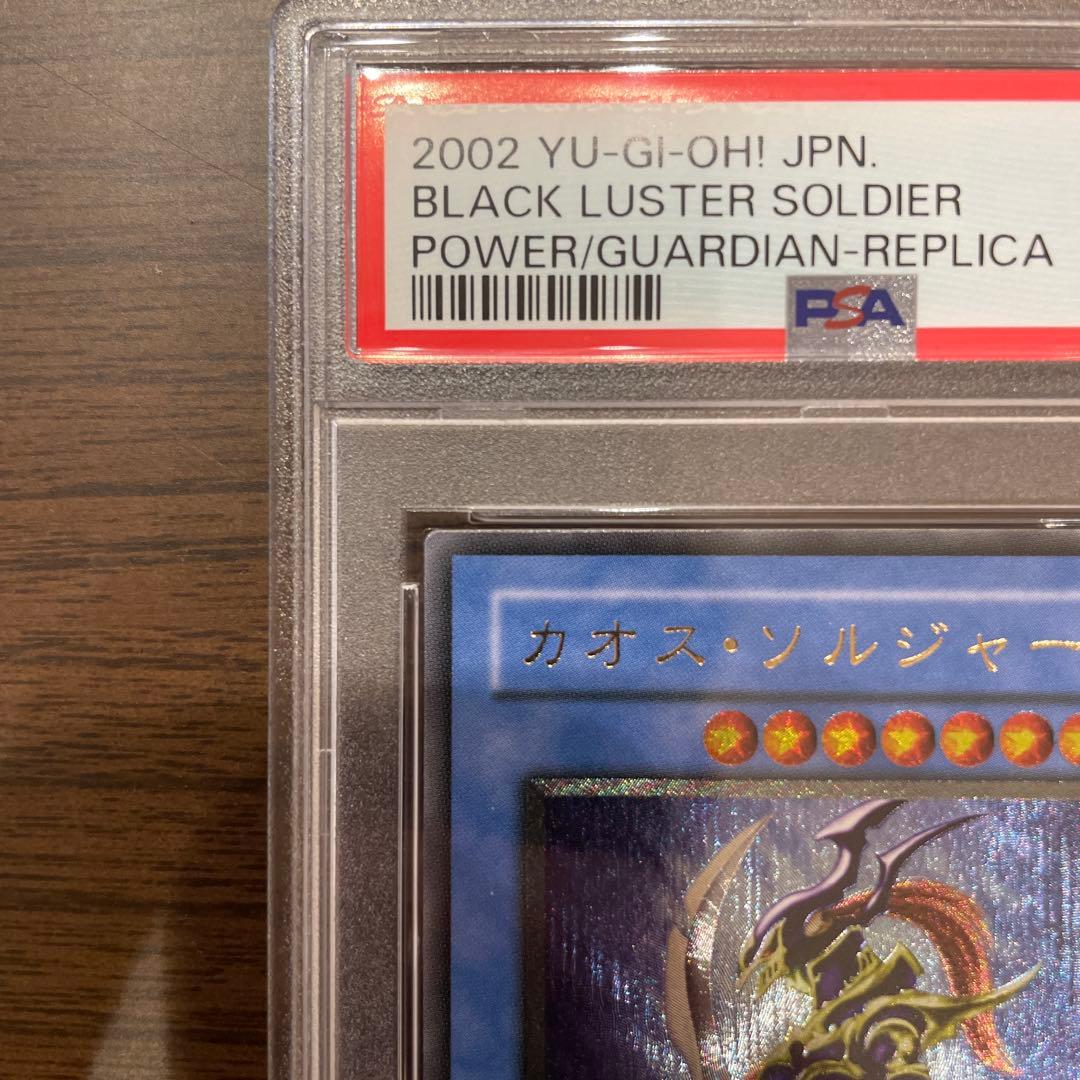 2002 YU-GI-OH! JPN.
BLACK LUSTER SOLDIER
POWER/GUARDIAN-REPLICA
PSA
カオス・ソルジャー